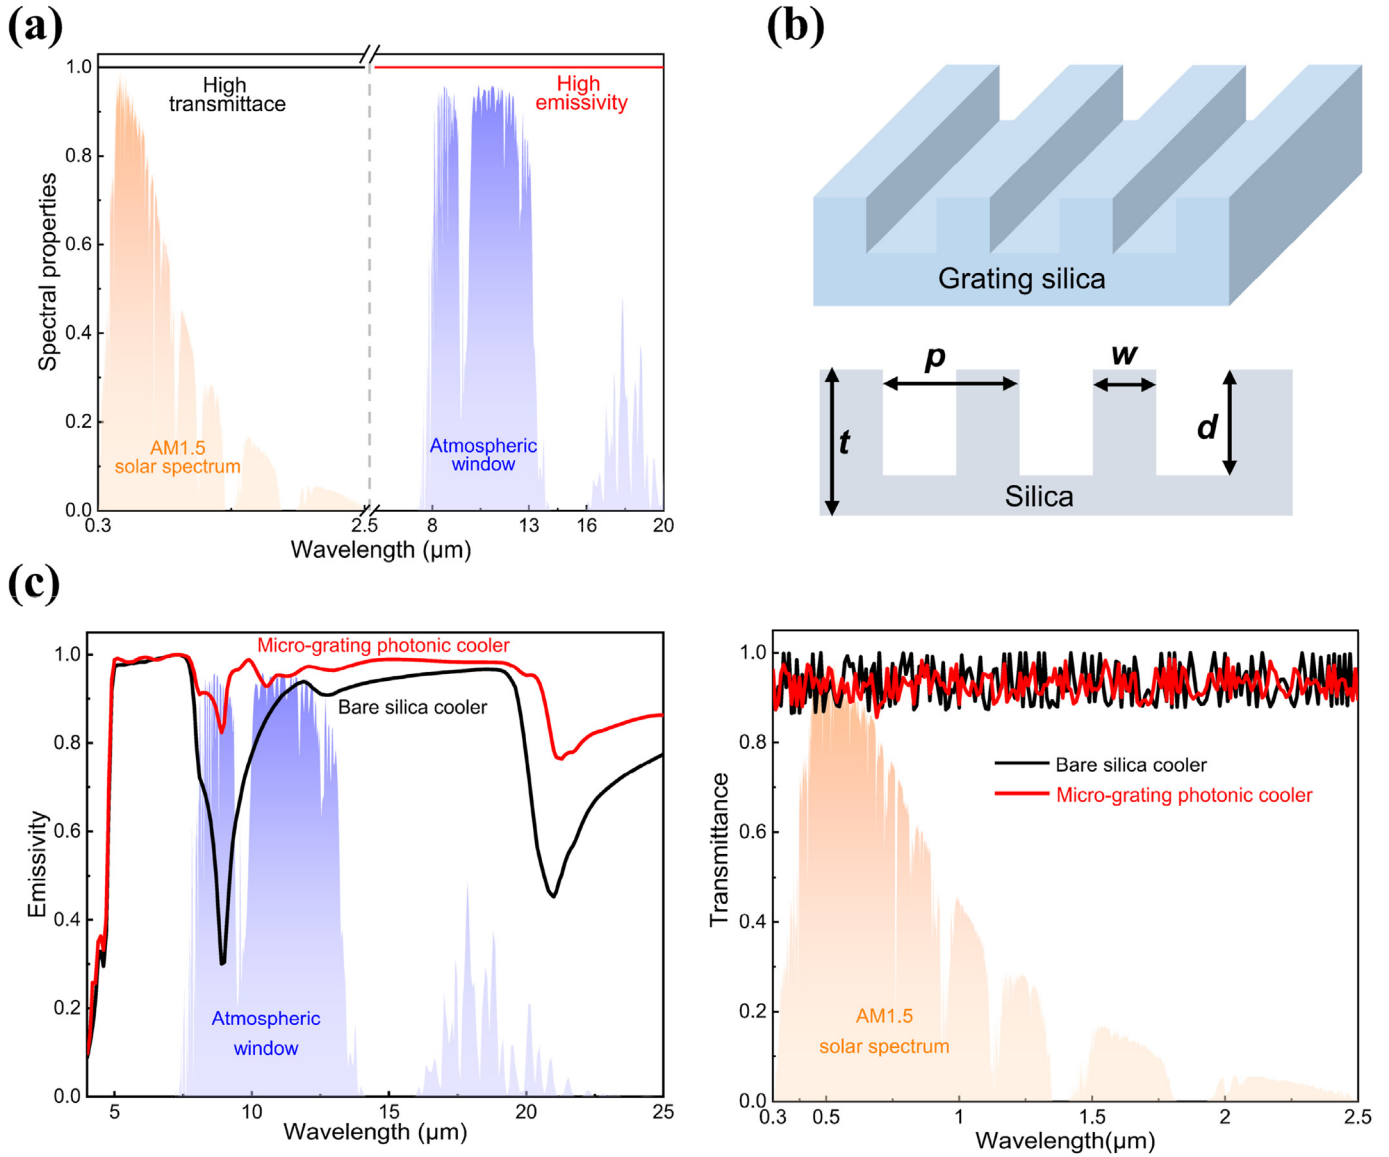 (a)
1.0
0.8
0.6
0.4
0.2
0.0
Spectral properties
High
transmittace
High
emissivity
AM1.5
solar spectrum
Atmospheric
window
0.3
2.5
8
13
16
20
Wavelength (μm)
(b)
Grating silica
p
w
t
d
Silica
(c)
1.0
0.8
0.6
0.4
0.2
0.0
Emissivity
Micro-grating photonic cooler
Bare silica cooler
Atmospheric
window
5
10
15
20
25
Wavelength (μm)
1.0
0.8
0.6
0.4
0.2
0.0
Transmittance
Bare silica cooler
Micro-grating photonic cooler
AM1.5
solar spectrum
0.3
0.5
1
1.5
2
2.5
Wavelength(μm)